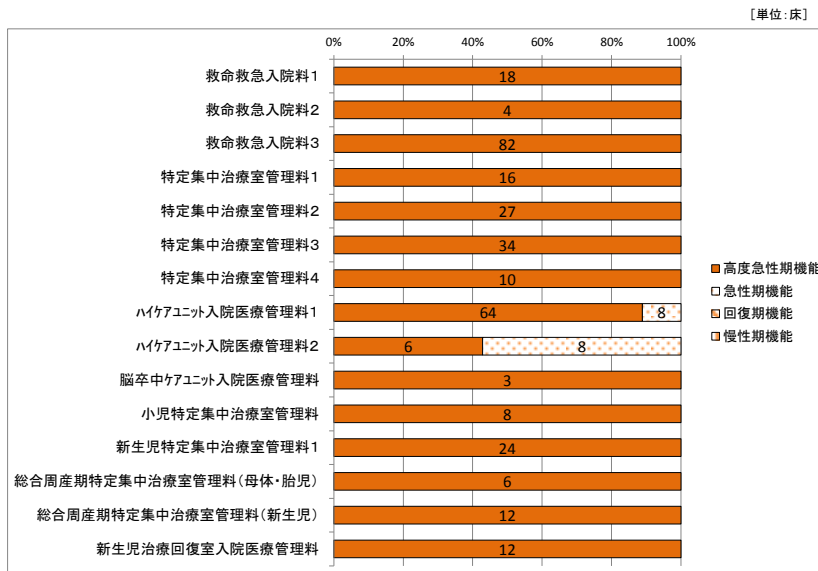 ［単位：床］
0% 20% 40% 60% 80% 100%
救命救急入院料1 18
救命救急入院料2 4
救命救急入院料3 82
特定集中治療室管理料1 16
特定集中治療室管理料2 27
特定集中治療室管理料3 34
特定集中治療室管理料4 10
ﾊｲｹｱﾕﾆｯﾄ入院医療管理料1 64 8
ﾊｲｹｱﾕﾆｯﾄ入院医療管理料2 6 8
脳卒中ｹｱﾕﾆｯﾄ入院医療管理料 3
小児特定集中治療室管理料 8
新生児特定集中治療室管理料1 24
総合周産期特定集中治療室管理料（母体・胎児） 6
総合周産期特定集中治療室管理料（新生児） 12
新生児治療回復室入院医療管理料 12
高度急性期機能
急性期機能
回復期機能
慢性期機能